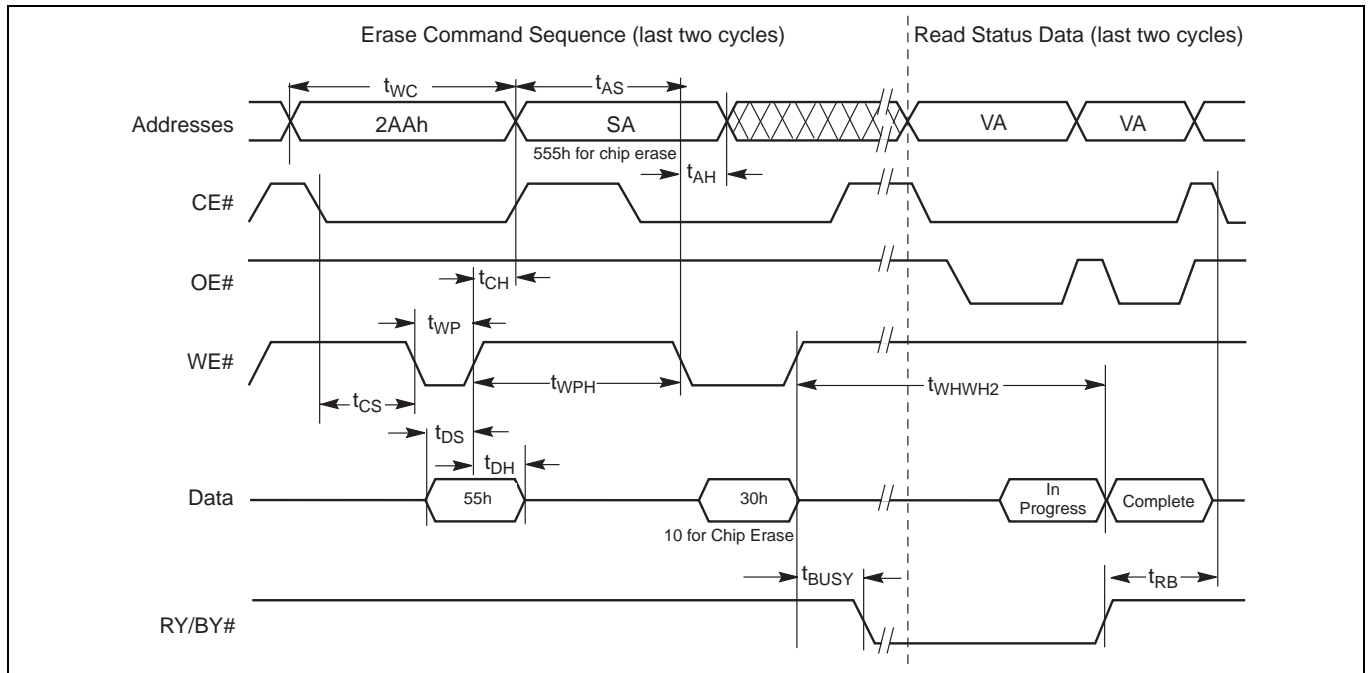 Erase Command Sequence (last two cycles)
Read Status Data (last two cycles)
tWC
tAS
Addresses
2AAh
SA
VA
VA
555h for chip erase
tAH
CE#
OE#
tCH
tWP
WE#
tWPH
tWHWH2
tCS
tDS
tDH
Data
55h
30h
In
Progress
Complete
10 for Chip Erase
tBUSY
tRB
RY/BY#